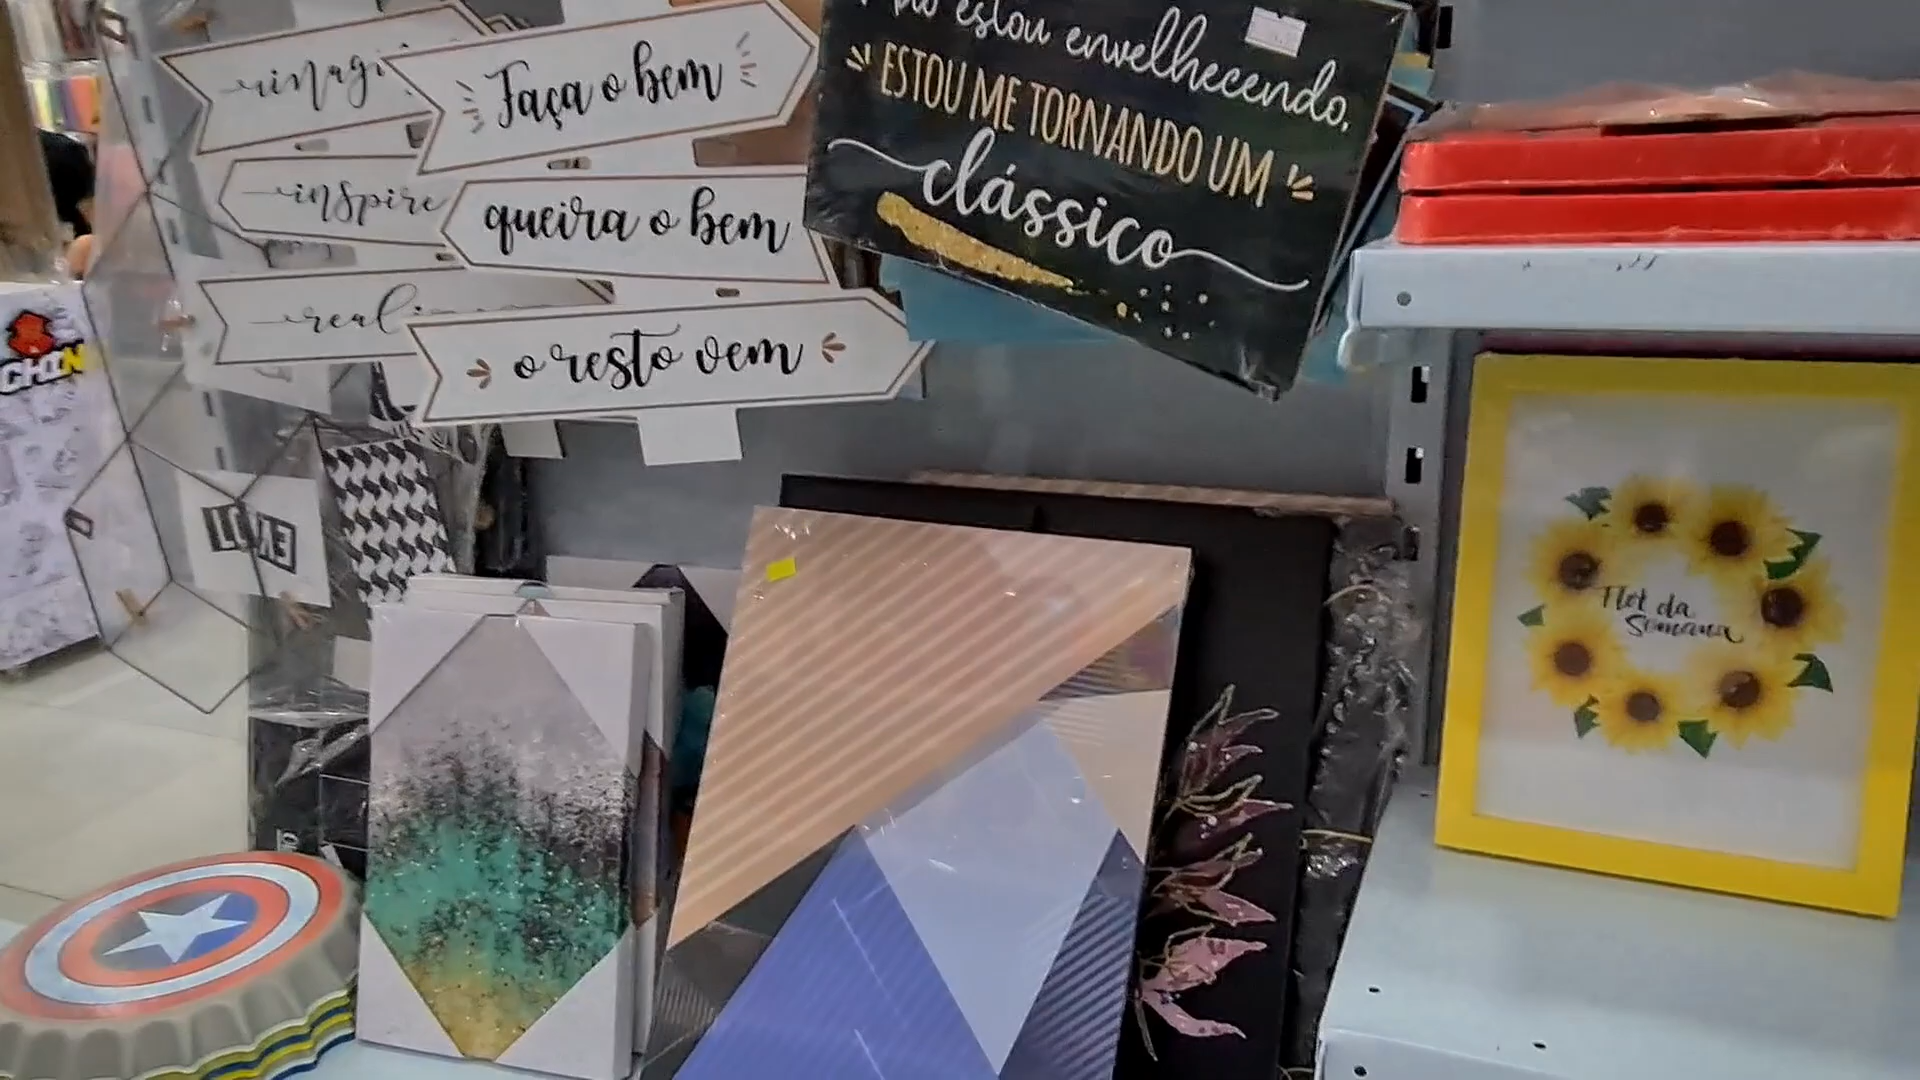 Faça o bem
queira o bem
o resto vem
inspire
estou envelhecendo,
ESTOU ME TORNANDO UM
clássico
LOVE
Flor da
Semana